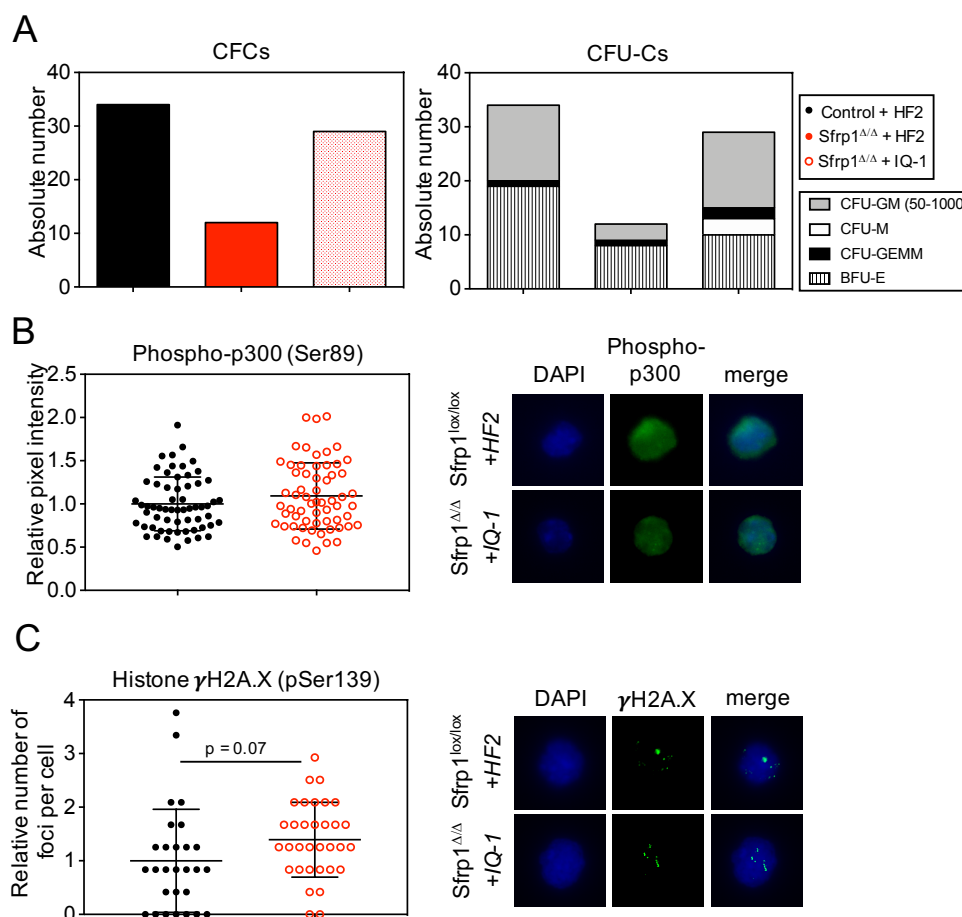 A
CFCs
Absolute number
40
30
20
10
0
CFU-Cs
Absolute number
40
30
20
10
0
Control + HF2
Sfrp1Δ/Δ + HF2
Sfrp1Δ/Δ + IQ-1
CFU-GM (50-1000
CFU-M
CFU-GEMM
BFU-E
B
Phospho-p300 (Ser89)
Relative pixel intensity
2.5
2.0
1.5
1.0
0.5
0.0
DAPI
Phospho-
p300
merge
Sfrp1lox/lox
+HF2
Sfrp1Δ/Δ
+IQ-1
C
Histone γH2A.X (pSer139)
Relative number of
foci per cell
4
3
2
1
0
p = 0.07
DAPI
γH2A.X
merge
Sfrp1lox/lox
+HF2
Sfrp1Δ/Δ
+IQ-1